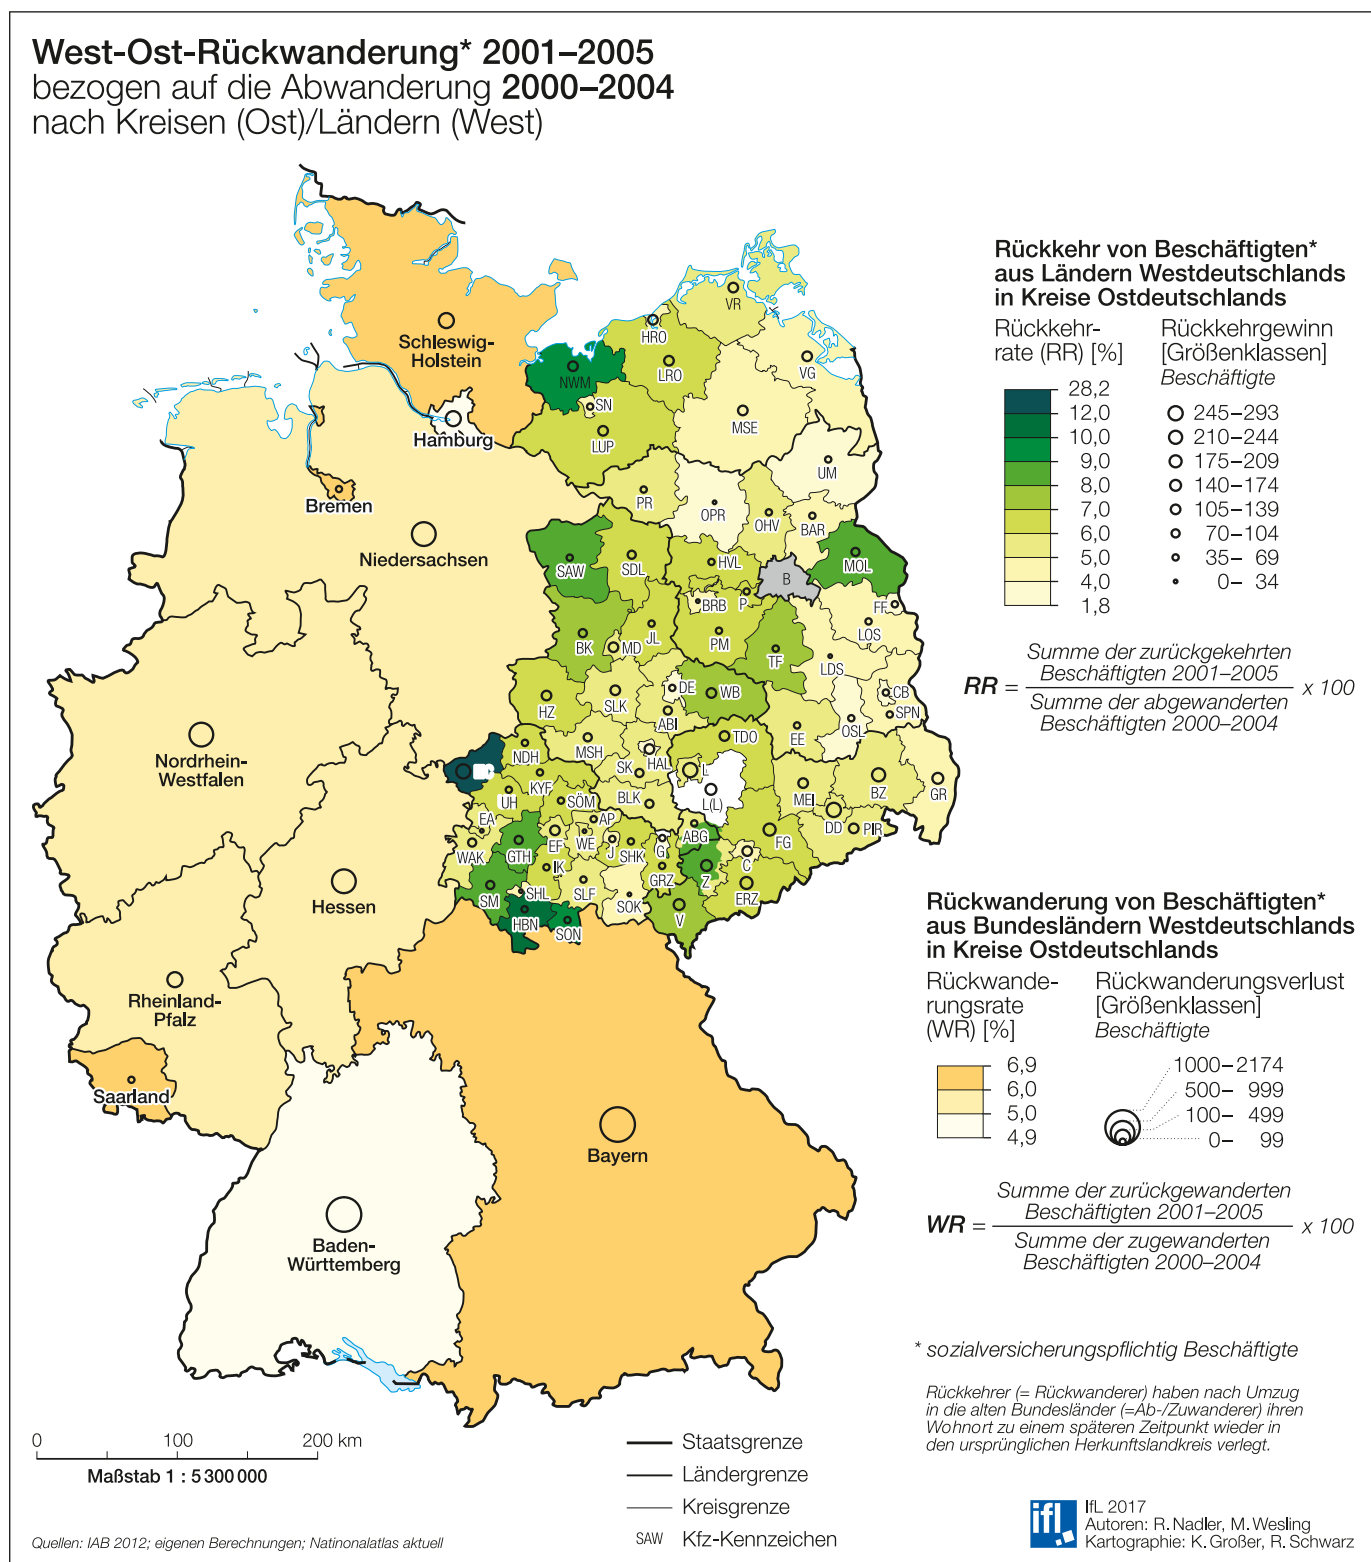 West-Ost-Rückwanderung* 2001–2005
bezogen auf die Abwanderung 2000–2004
nach Kreisen (Ost)/Ländern (West)
Schleswig-
Holstein
Hamburg
Bremen
Niedersachsen
Nordrhein-
Westfalen
Hessen
Rheinland-
Pfalz
Saarland
Baden-
Württemberg
Bayern
VR
HRO
LRO
NWM
VG
SN
MSE
LUP
UM
PR
OPR
OHV
BAR
SAW
SDL
HVL
B
MOL
BRB
P
FF
LOS
BK
MD
JL
PM
TF
LDS
HZ
SLK
DE
WB
ABI
CB
SPN
OSL
EE
TDO
NDH
MSH
HAL
SK
L
L(L)
KYF
UH
SÖM
BLK
MEI
BZ
GR
DD
PIR
EA
AP
WAK
GTH
EF
WE
J
SHK
G
ABG
FG
C
Z
IK
GRZ
SM
SHL
SLF
SOK
ERZ
V
HBN
SON
Rückkehr von Beschäftigten*
aus Ländern Westdeutschlands
in Kreise Ostdeutschlands
Rückkehr-
rate (RR) [%]
28,2
12,0
10,0
9,0
8,0
7,0
6,0
5,0
4,0
1,8
Rückkehrgewinn
[Größenklassen]
Beschäftigte
245–293
210–244
175–209
140–174
105–139
70–104
35– 69
0– 34
RR = Summe der zurückgekehrten
Beschäftigten 2001–2005
Summe der abgewanderten
Beschäftigten 2000–2004
x 100
Rückwanderung von Beschäftigten*
aus Bundesländern Westdeutschlands
in Kreise Ostdeutschlands
Rückwande-
rungsrate
(WR) [%]
6,9
6,0
5,0
4,9
Rückwanderungsverlust
[Größenklassen]
Beschäftigte
1000–2174
500– 999
100– 499
0– 99
WR = Summe der zurückgewanderten
Beschäftigten 2001–2005
Summe der zugewanderten
Beschäftigten 2000–2004
x 100
* sozialversicherungspflichtig Beschäftigte
Rückkehrer (= Rückwanderer) haben nach Umzug
in die alten Bundesländer (=Ab-/Zuwanderer) ihren
Wohnort zu einem späteren Zeitpunkt wieder in
den ursprünglichen Herkunftslandkreis verlegt.
0 100 200 km
Maßstab 1 : 5 300 000
Staatsgrenze
Ländergrenze
Kreisgrenze
SAW Kfz-Kennzeichen
Quellen: IAB 2012; eigenen Berechnungen; Natinonalatlas aktuell
ifl
IfL 2017
Autoren: R. Nadler, M. Wesling
Kartographie: K. Großer, R. Schwarz